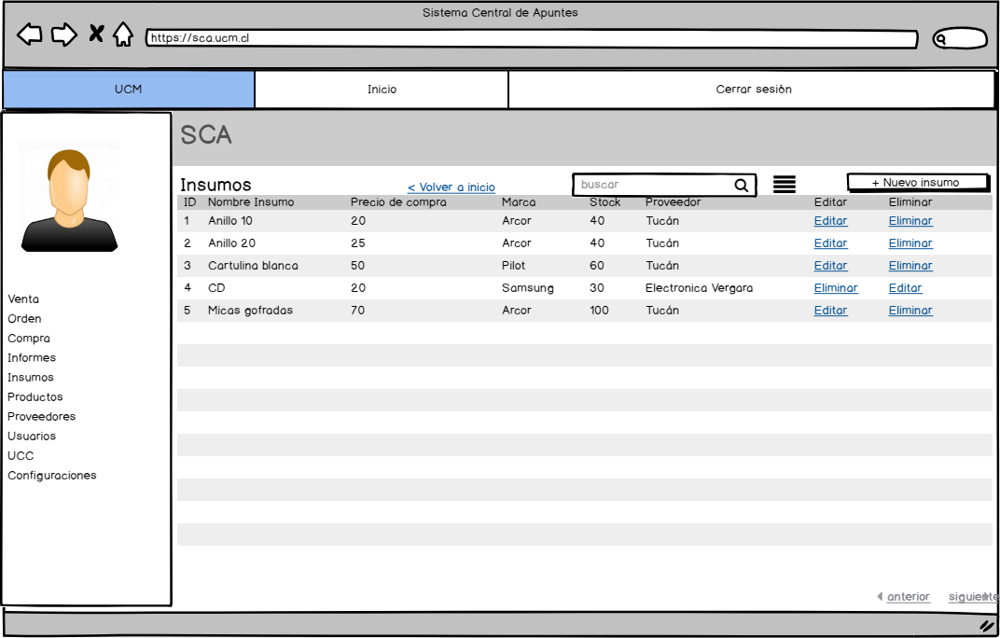 Sistema Central de Apuntes
https://sca.ucm.cl
UCM Inicio Cerrar sesión
SCA
Insumos < Volver a inicio buscar + Nuevo insumo
ID Nombre Insumo Precio de compra Marca Stock Proveedor Editar Eliminar
1 Anillo 10 20 Arcor 40 Tucán Editar Eliminar
2 Anillo 20 25 Arcor 40 Tucán Editar Eliminar
3 Cartulina blanca 50 Pilot 60 Tucán Editar Eliminar
4 CD 20 Samsung 30 Electronica Vergara Eliminar Editar
5 Micas gofradas 70 Arcor 100 Tucán Editar Eliminar
Venta
Orden
Compra
Informes
Insumos
Productos
Proveedores
Usuarios
UCC
Configuraciones
anterior siguiente